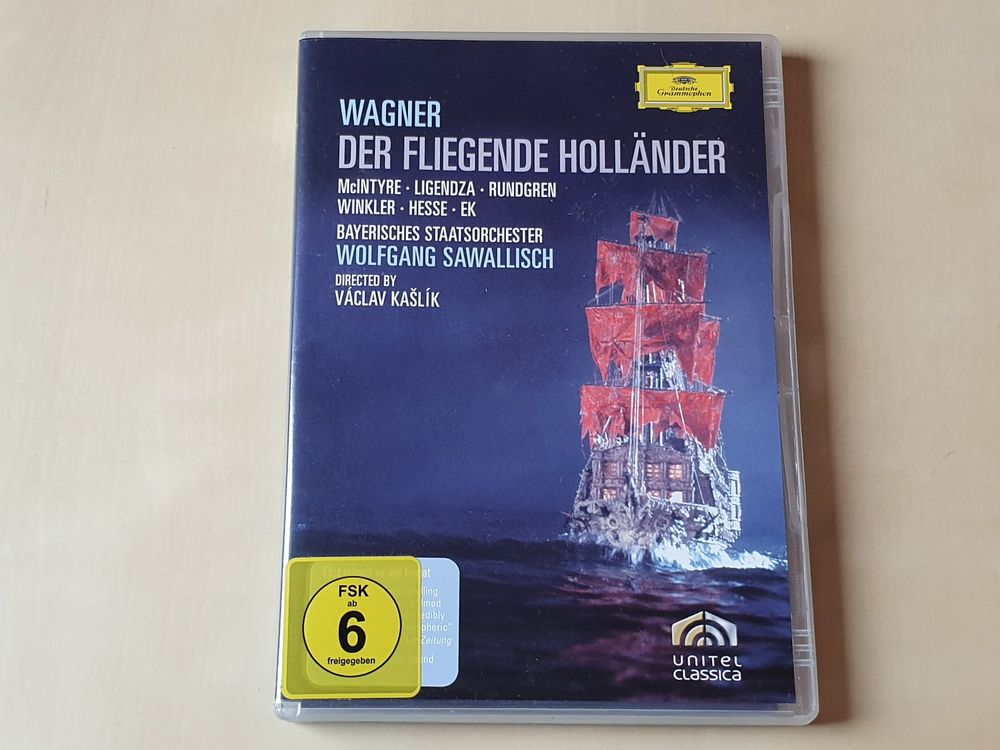 Deutsche
Grammophon
WAGNER
DER FLIEGENDE HOLLÄNDER
McINTYRE · LIGENDZA · RUNDGREN
WINKLER · HESSE · EK
BAYERISCHES STAATSORCHESTER
WOLFGANG SAWALLISCH
DIRECTED BY
VÁCLAV KAŠLÍK
FSK
ab
6
freigegeben
Zeitung
UNITEL
CLASSICA